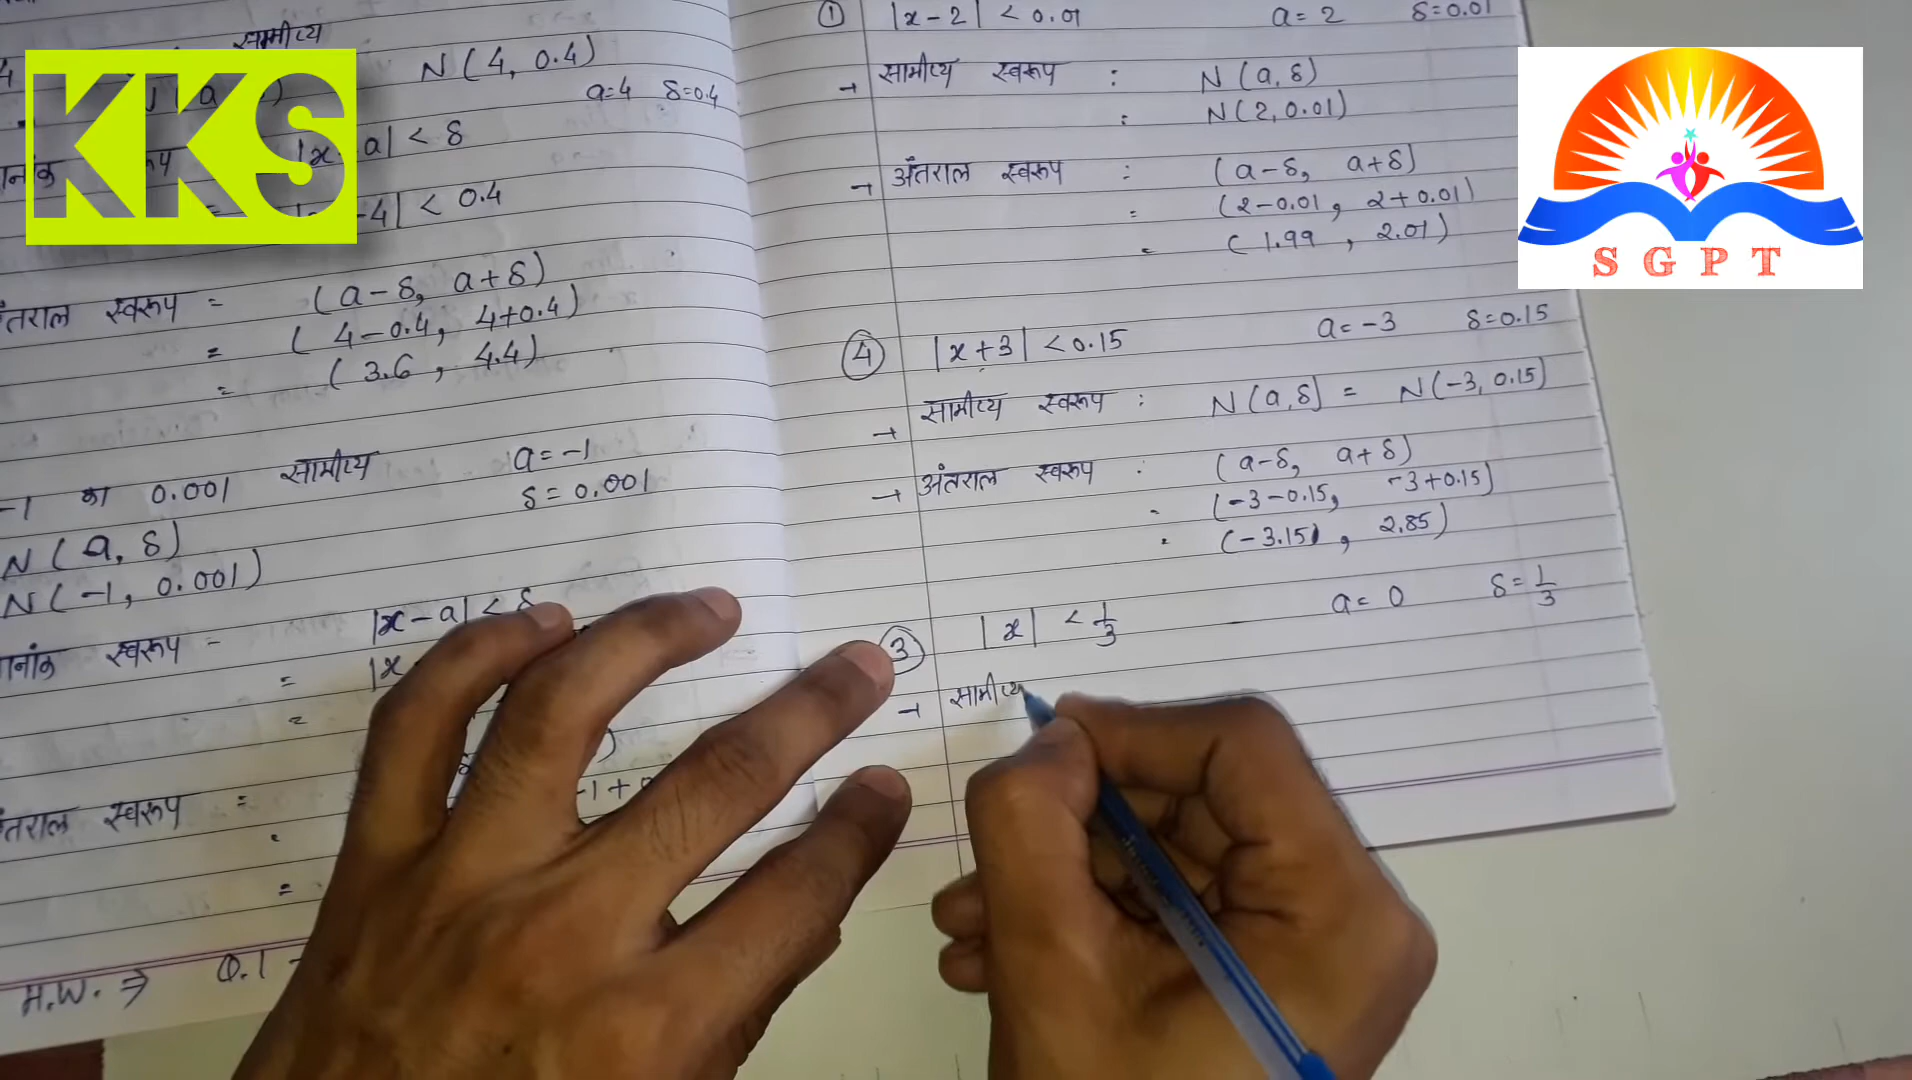 KKS
सामीप्य
N(4, 0.4)
a=4 δ=0.4
a| < δ
-4| < 0.4
स्वरूप = (a-δ, a+δ)
= (4-0.4, 4+0.4)
= (3.6, 4.4)
-1 का 0.001 सामीप्य a=-1
δ = 0.001
N(a, δ)
N(-1, 0.001)
स्वरूप - |x-a| < δ
= |x
=
स्वरूप =
-1+
=
H.W. ⇒ Q.1 -
① |x-2| < 0.01 a=2 δ=0.01
→ सामीप्य स्वरूप : N(a, δ)
: N(2, 0.01)
→ अंतराल स्वरूप : (a-δ, a+δ)
= (2-0.01, 2+0.01)
= (1.99, 2.01)
④ |x+3| < 0.15 a=-3 δ=0.15
→ सामीप्य स्वरूप : N(a, δ) = N(-3, 0.15)
→ अंतराल स्वरूप : (a-δ, a+δ)
= (-3-0.15, -3+0.15)
= (-3.15, 2.85)
③ |x| < 1/3 a=0 δ=1/3
→ सामीप्य
SGPT